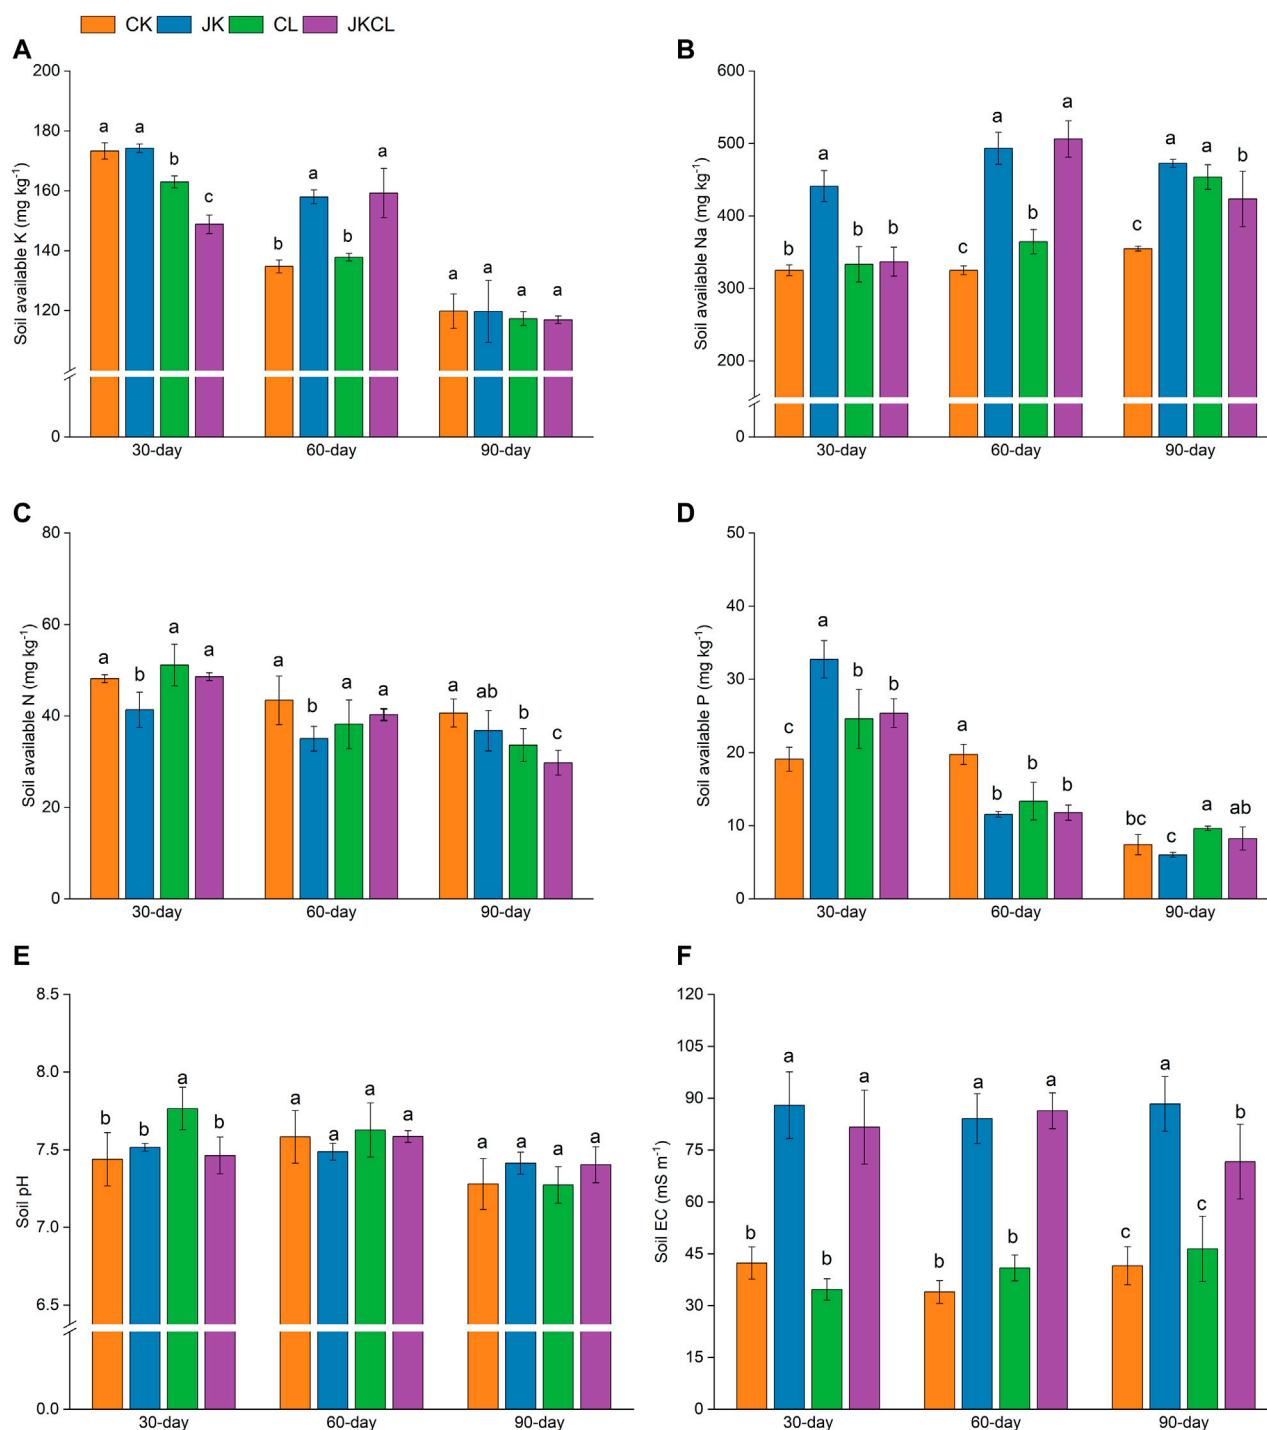 CK JK CL JKCL
A
200
180
160
140
120
0
Soil available K (mg kg-1)
a a b c
b a b a
a a a a
30-day 60-day 90-day
B
600
500
400
300
200
0
Soil available Na (mg kg-1)
b a b b
c a b a
c a a b
30-day 60-day 90-day
C
80
60
40
20
0
Soil available N (mg kg-1)
a b a a
a b a a
a ab b c
30-day 60-day 90-day
D
50
40
30
20
10
0
Soil available P (mg kg-1)
c a b b
a b b b
bc c a ab
30-day 60-day 90-day
E
8.5
8.0
7.5
7.0
6.5
0.0
Soil pH
b b a b
a a a a
a a a a
30-day 60-day 90-day
F
120
105
90
75
60
45
30
15
0
Soil EC (mS m-1)
b a b a
b a b a
c a c b
30-day 60-day 90-day